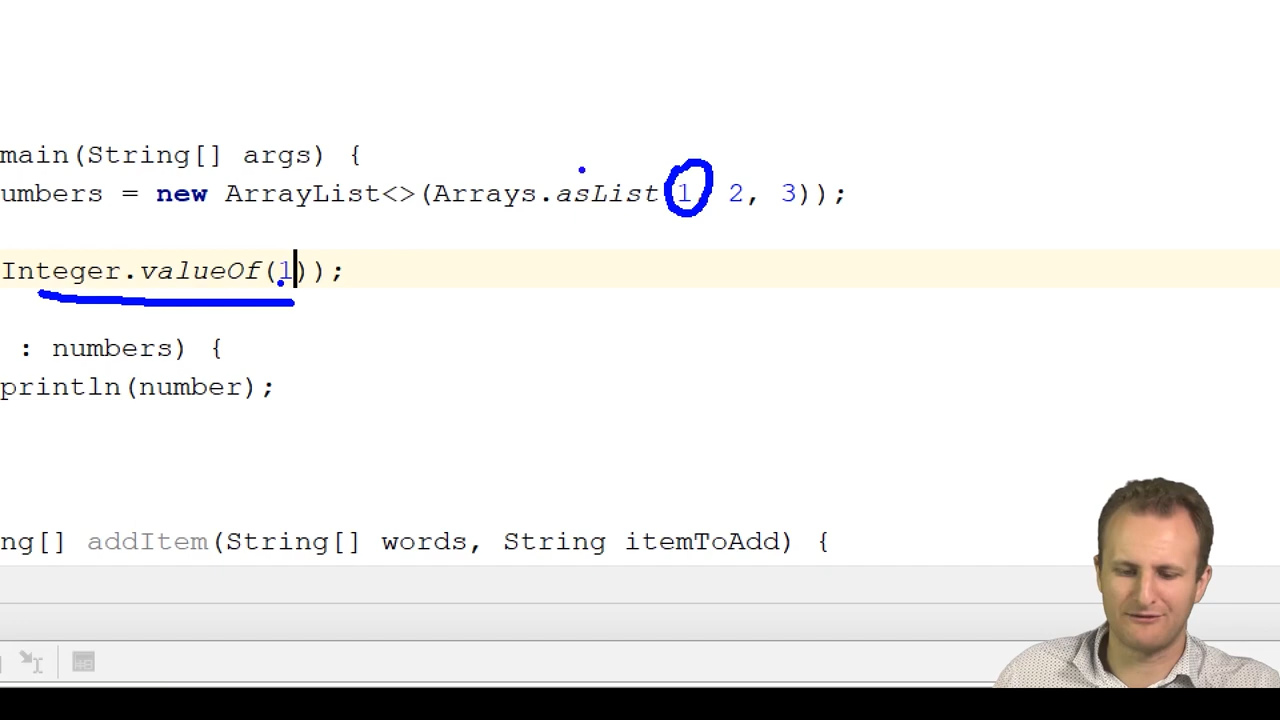 main(String[] args) {
umbers = new ArrayList<>(Arrays.asList 1 2, 3));
Integer.valueOf(1));
: numbers) {
println(number);
ng[] addItem(String[] words, String itemToAdd) {